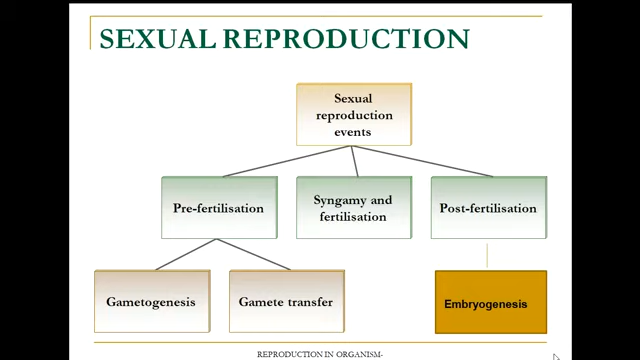 SEXUAL REPRODUCTION
Sexual
reproduction
events
Pre-fertilisation
Syngamy and
fertilisation
Post-fertilisation
Gametogenesis
Gamete transfer
Embryogenesis
REPRODUCTION IN ORGANISM-